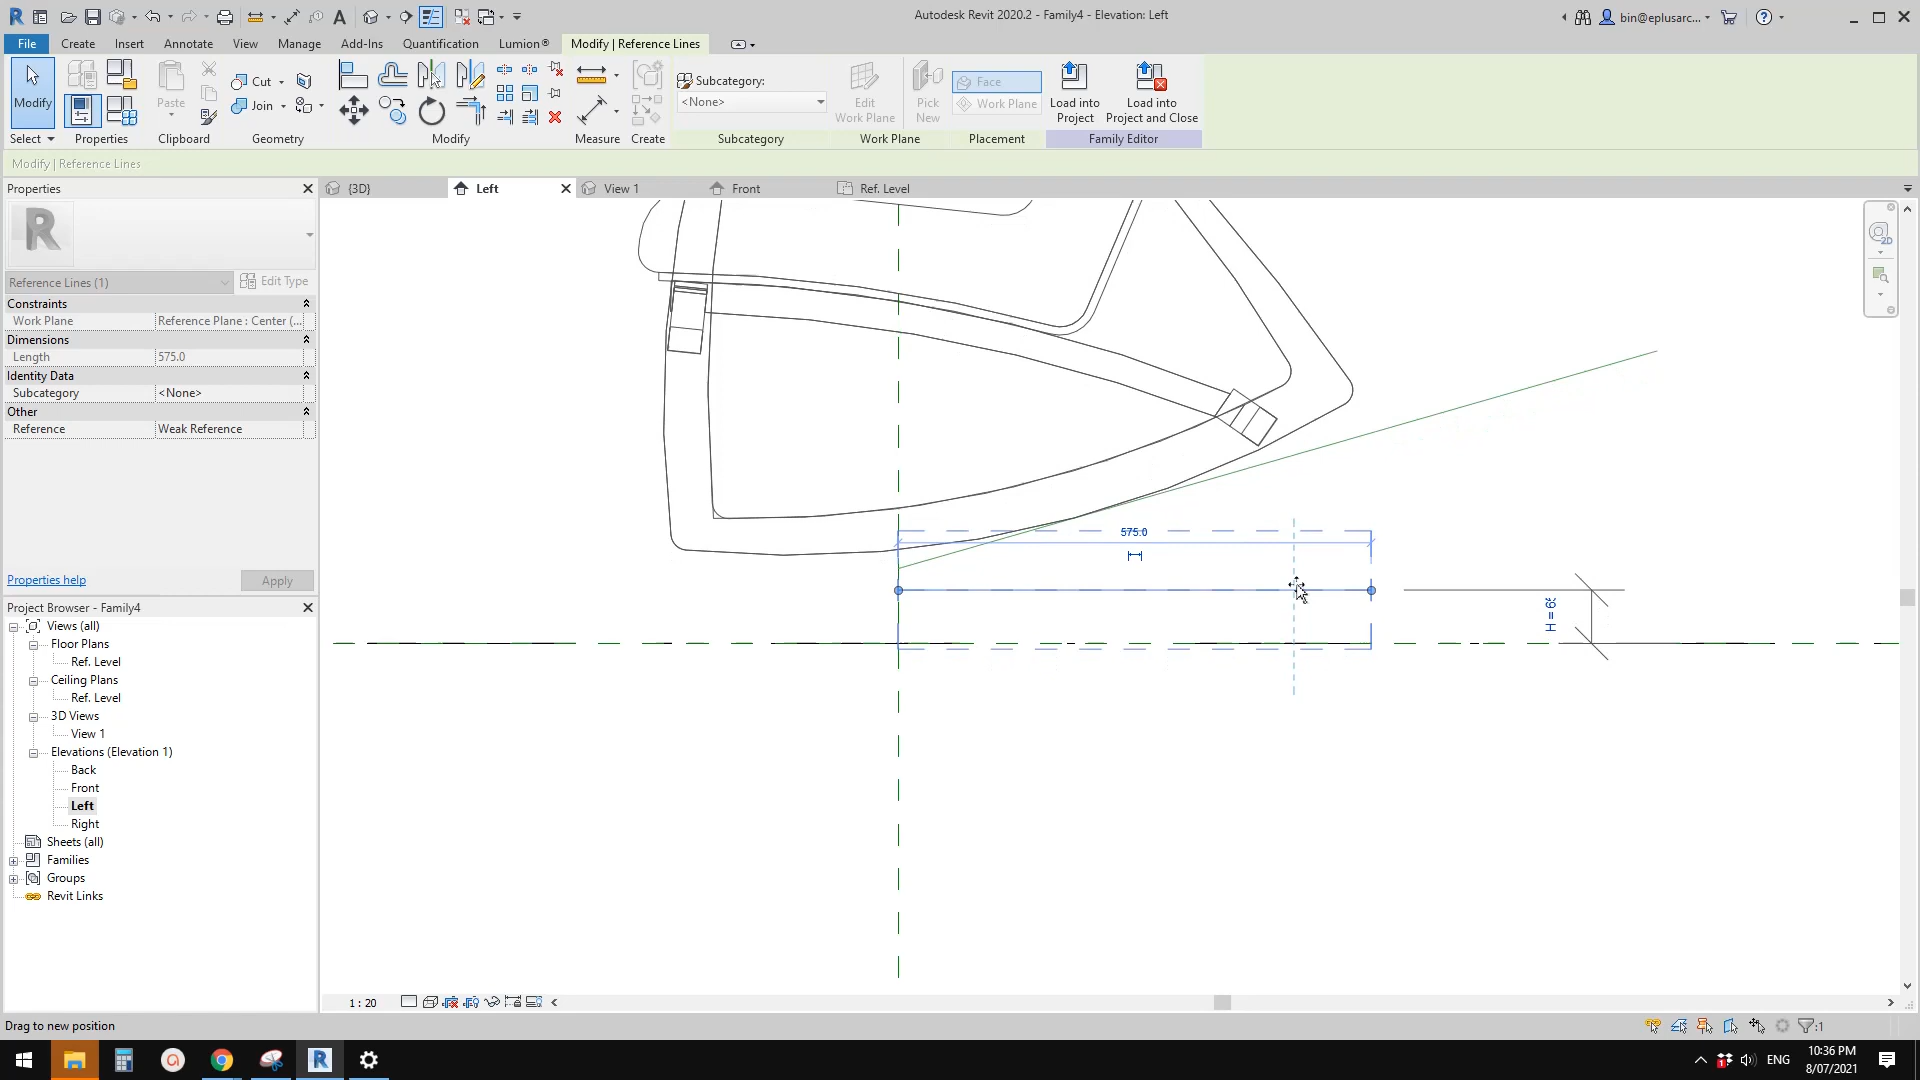 Autodesk Revit 2020.2 - Family4 - Elevation: Left
bin@eplusarc...
File Create Insert Annotate View Manage Add-Ins Quantification Lumion® Modify | Reference Lines
Modify
Paste
Cut
Join
Create
Subcategory:
<None>
Edit
Work Plane
Pick
New
Face
Work Plane
Load into
Project
Load into
Project and Close
Select Properties Clipboard Geometry Modify Measure Create Subcategory Work Plane Placement Family Editor
Modify | Reference Lines
Properties
{3D} Left View 1 Front Ref. Level
Reference Lines (1) Edit Type
Constraints
Work Plane Reference Plane : Center (...
Dimensions
Length 575.0
Identity Data
Subcategory <None>
Other
Reference Weak Reference
575.0
Properties help Apply
Project Browser - Family4
Views (all)
Floor Plans
Ref. Level
Ceiling Plans
Ref. Level
3D Views
View 1
Elevations (Elevation 1)
Back
Front
Left
Right
Sheets (all)
Families
Groups
Revit Links
1 : 20
Drag to new position
:1
ENG
10:36 PM
8/07/2021